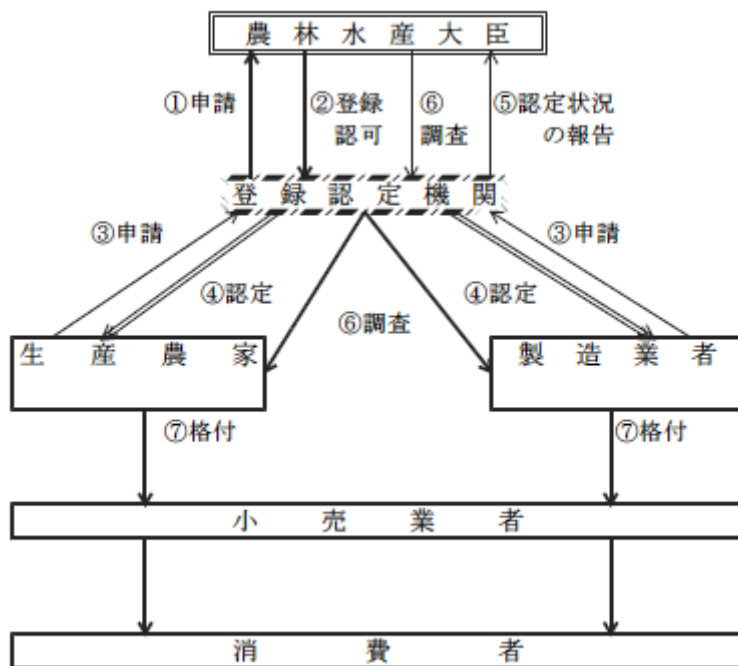 農林水産大臣
①申請
②登録
認可
⑥
調査
⑤認定状況
の報告
登録認定機関
③申請
③申請
④認定
④認定
⑥調査
生産農家
製造業者
⑦格付
⑦格付
小売業者
消費者